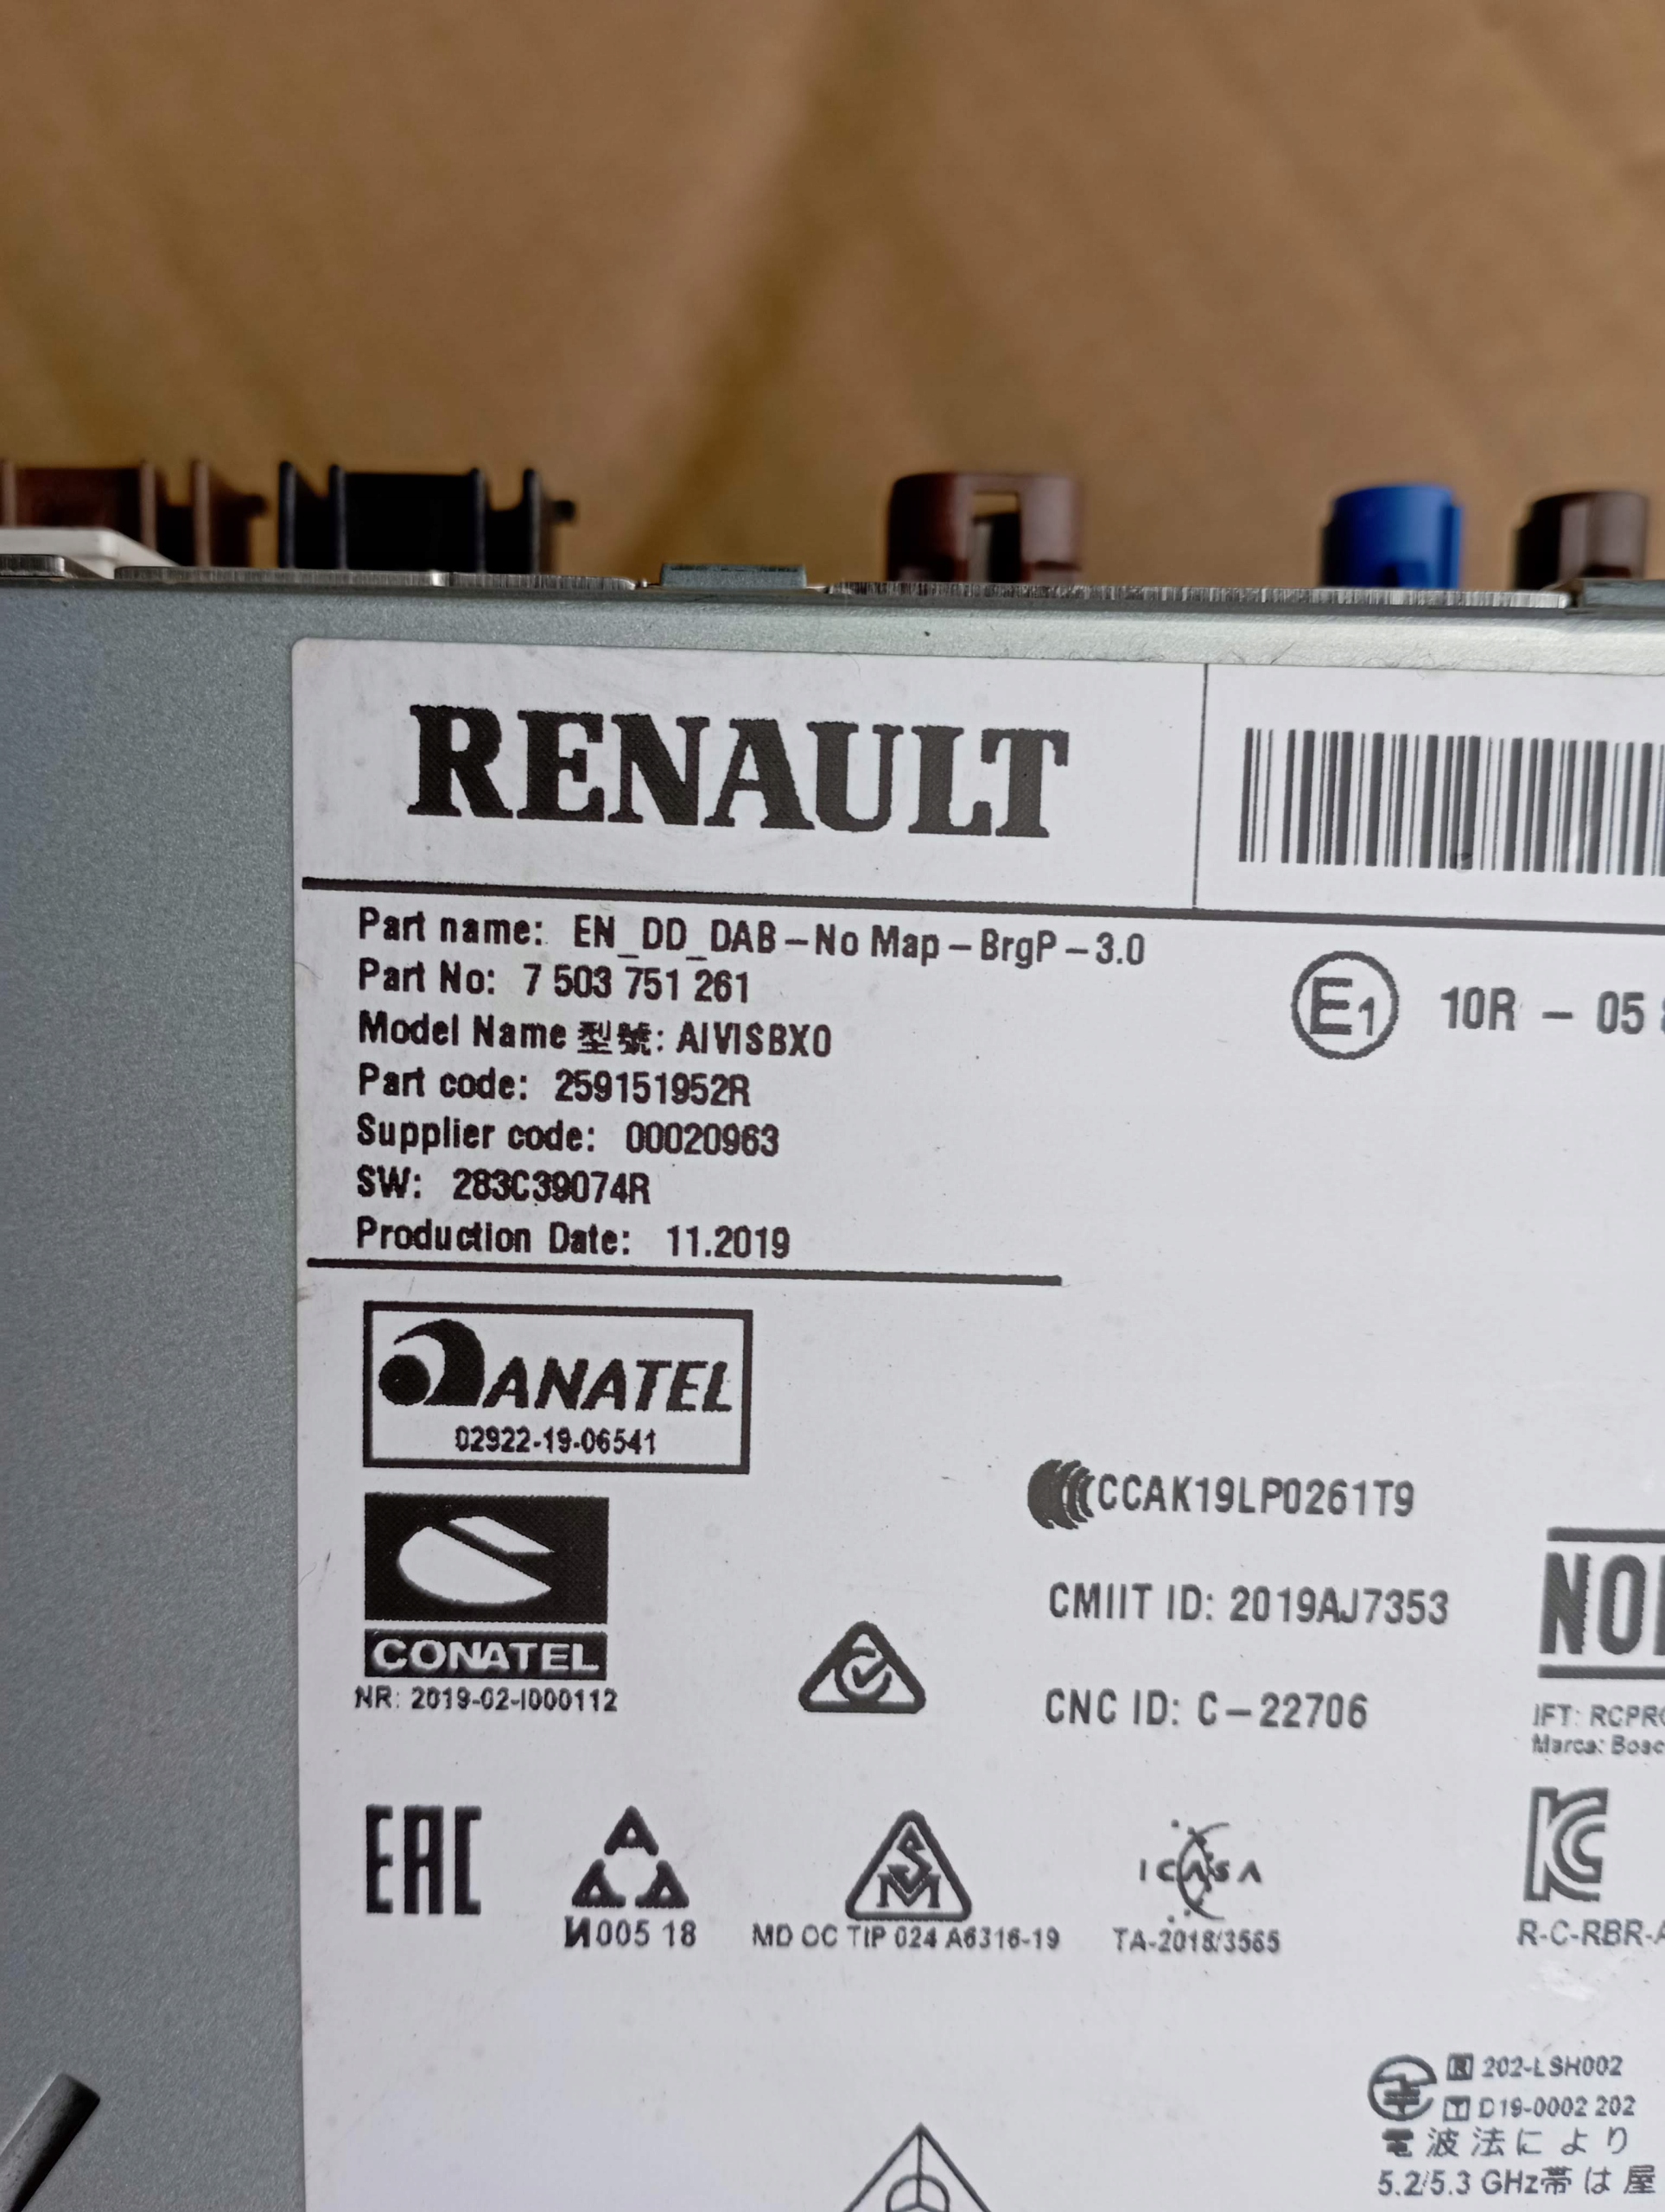 RENAULT
Part name: EN_DD_DAB-No Map-BrgP-3.0
Part No: 7 503 751 261
Model Name 型號: AIVISBX0
Part code: 259151952R
Supplier code: 00020963
SW: 283C39074R
Production Date: 11.2019
E1 10R - 05
ANATEL
02922-19-06541
CCAK19LP0261T9
CONATEL
NR: 2019-02-I000112
CMIIT ID: 2019AJ7353
CNC ID: C-22706
IFT: RCPR
Marca: Bosc
EAC
И005 18
SM
MD OC TIP 024 A6316-19
ICASA
TA-2018/3565
R-C-RBR-
R 202-LSH002
T D19-0002 202
電波法により
5.2/5.3 GHz帯は屋